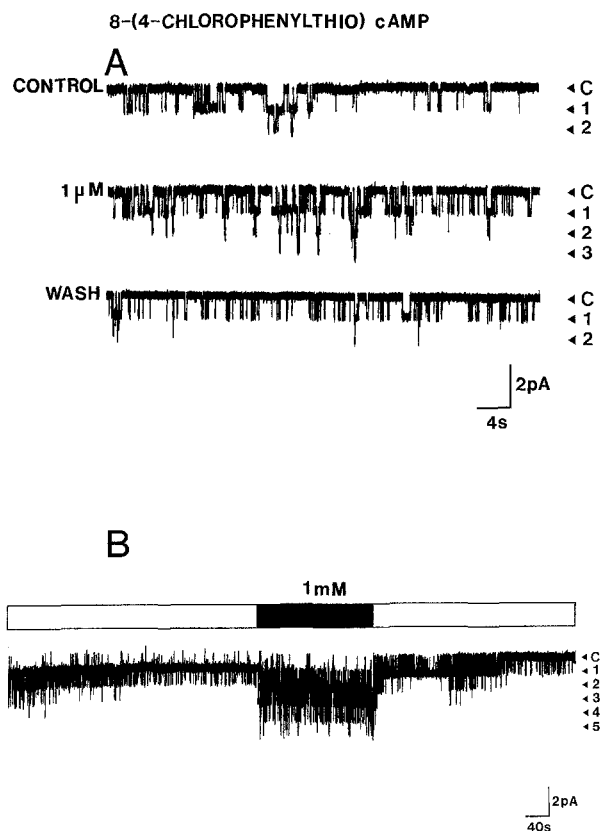 8-(4-CHLOROPHENYLTHIO) cAMP
A
CONTROL
◄ C
◄ 1
◄ 2
1 µM
◄ C
◄ 1
◄ 2
◄ 3
WASH
◄ C
◄ 1
◄ 2
2pA
4s
B
1mM
◄ C
◄ 1
◄ 2
◄ 3
◄ 4
◄ 5
2pA
40s